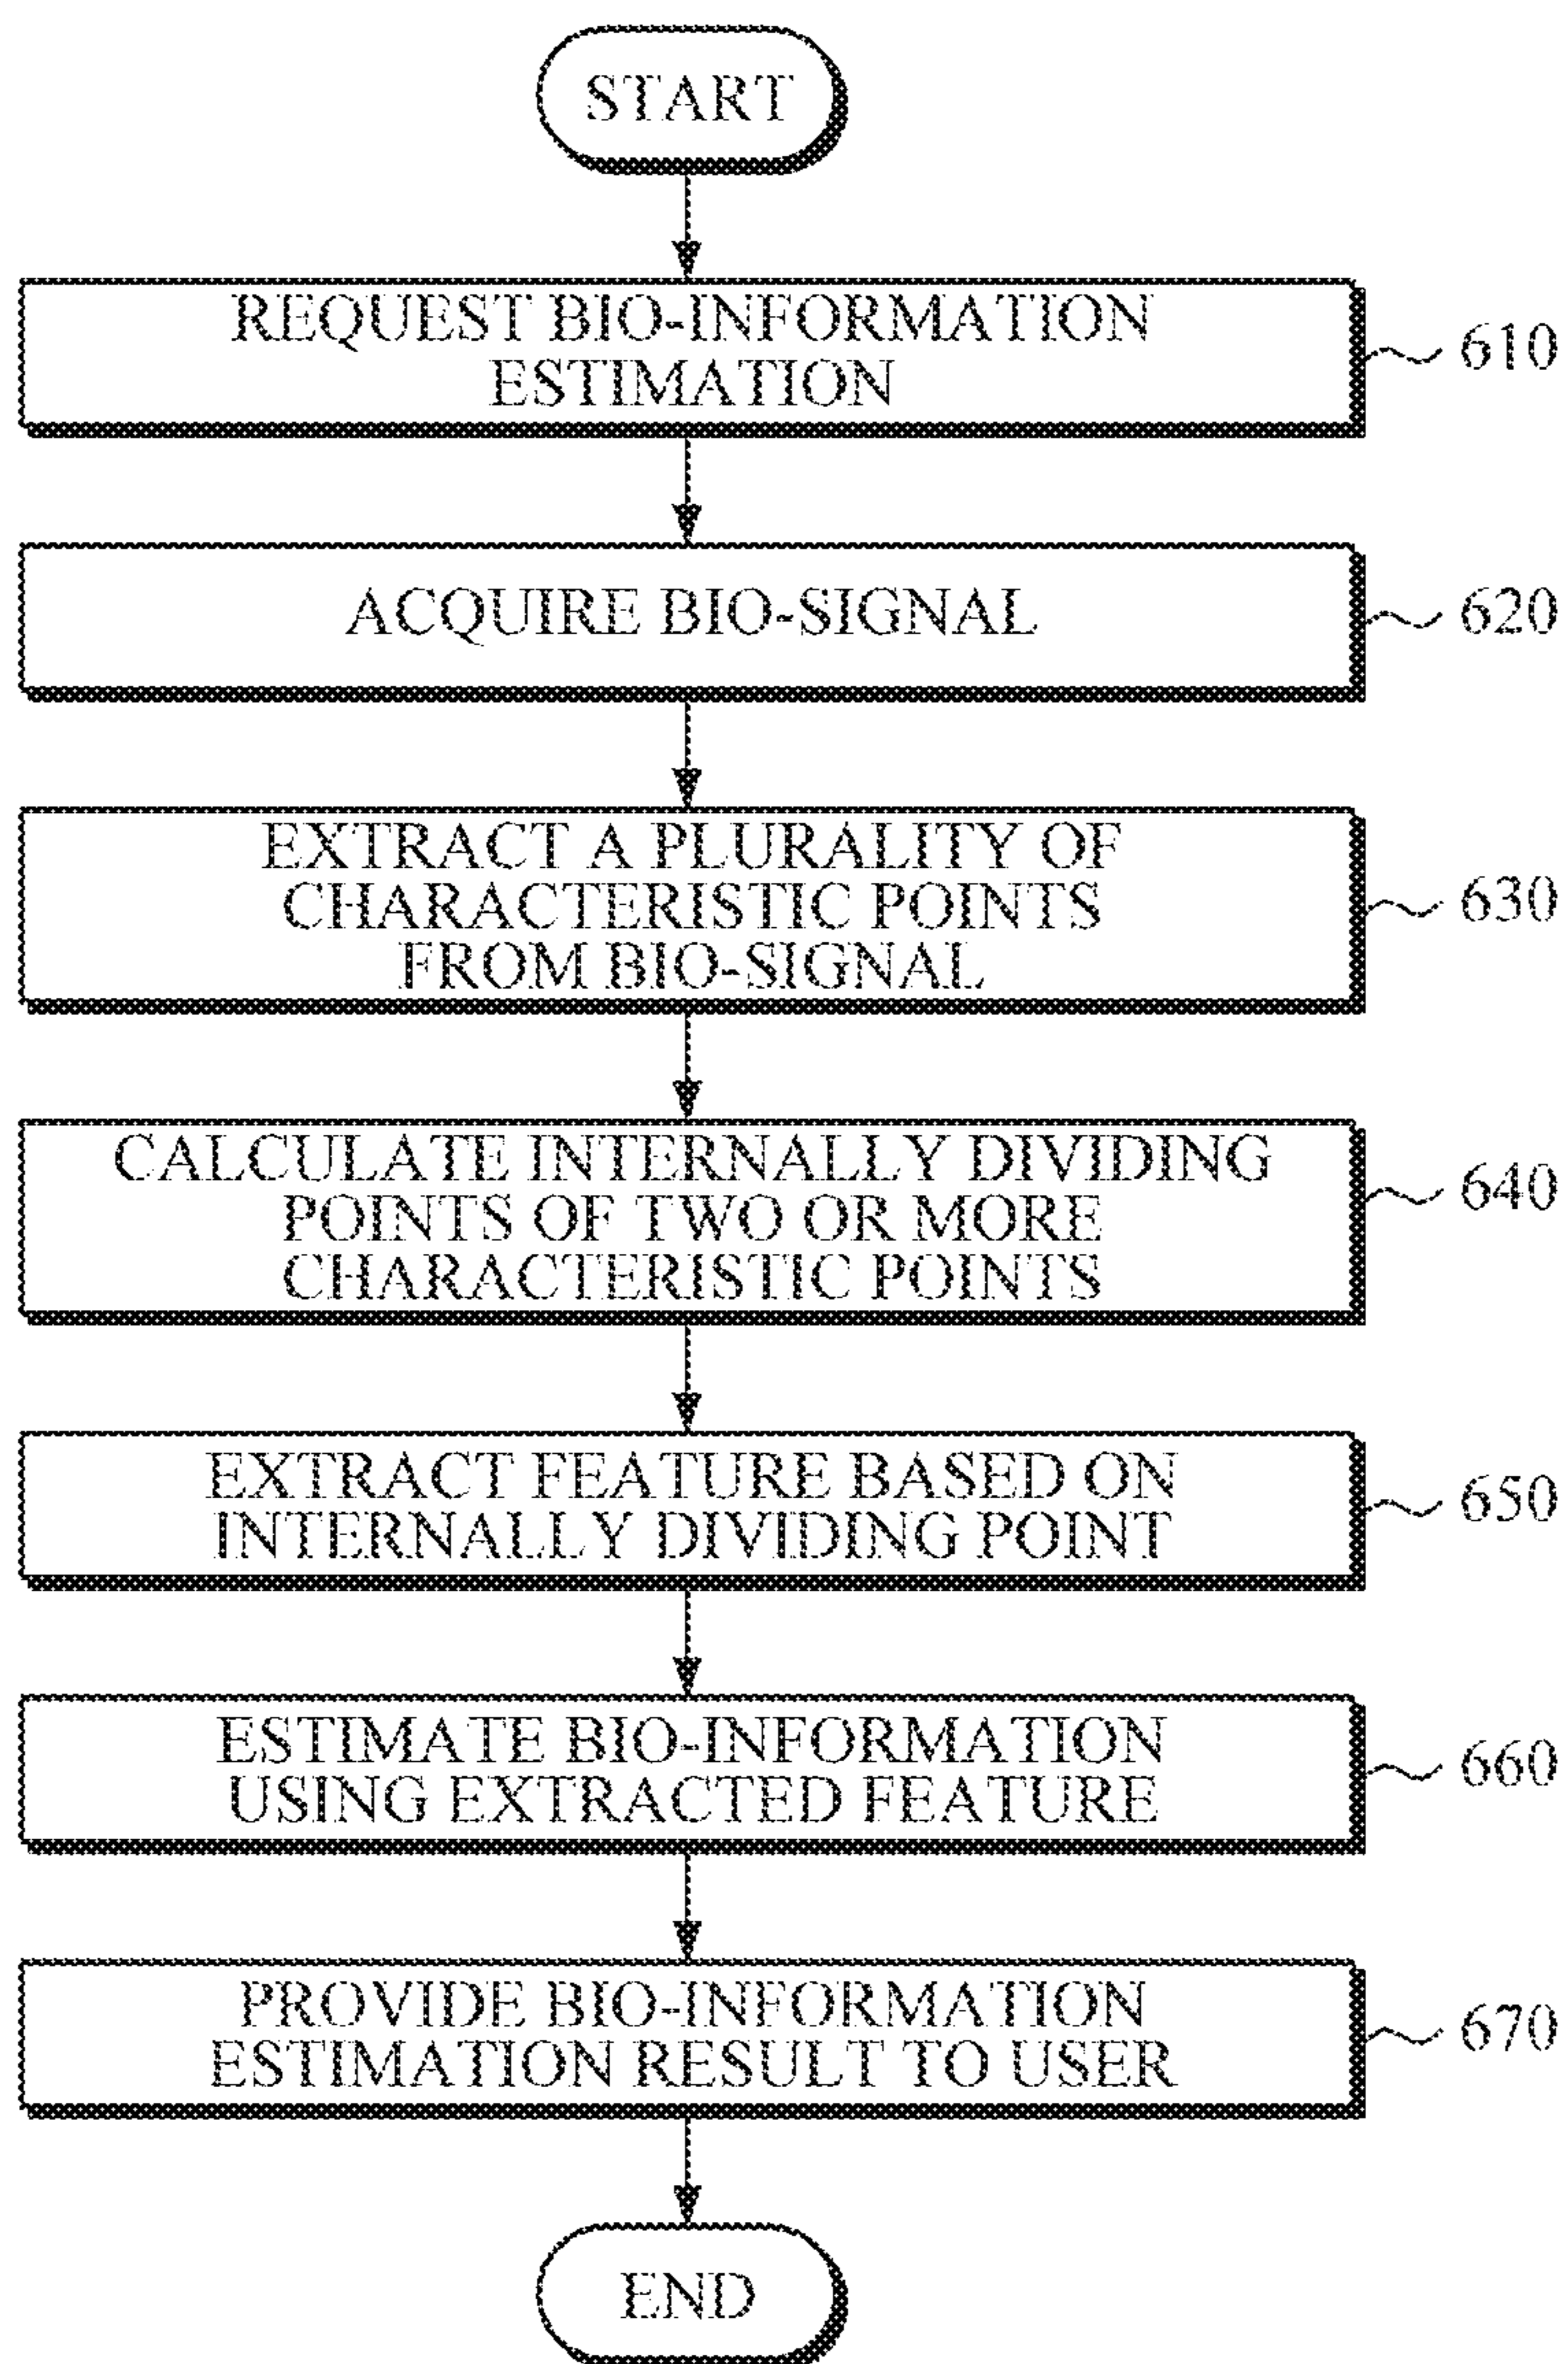 START
REQUEST BIO-INFORMATION
ESTIMATION
610
ACQUIRE BIO-SIGNAL
620
EXTRACT A PLURALITY OF
CHARACTERISTIC POINTS
FROM BIO-SIGNAL
630
CALCULATE INTERNALLY DIVIDING
POINTS OF TWO OR MORE
CHARACTERISTIC POINTS
640
EXTRACT FEATURE BASED ON
INTERNALLY DIVIDING POINT
650
ESTIMATE BIO-INFORMATION
USING EXTRACTED FEATURE
660
PROVIDE BIO-INFORMATION
ESTIMATION RESULT TO USER
670
END